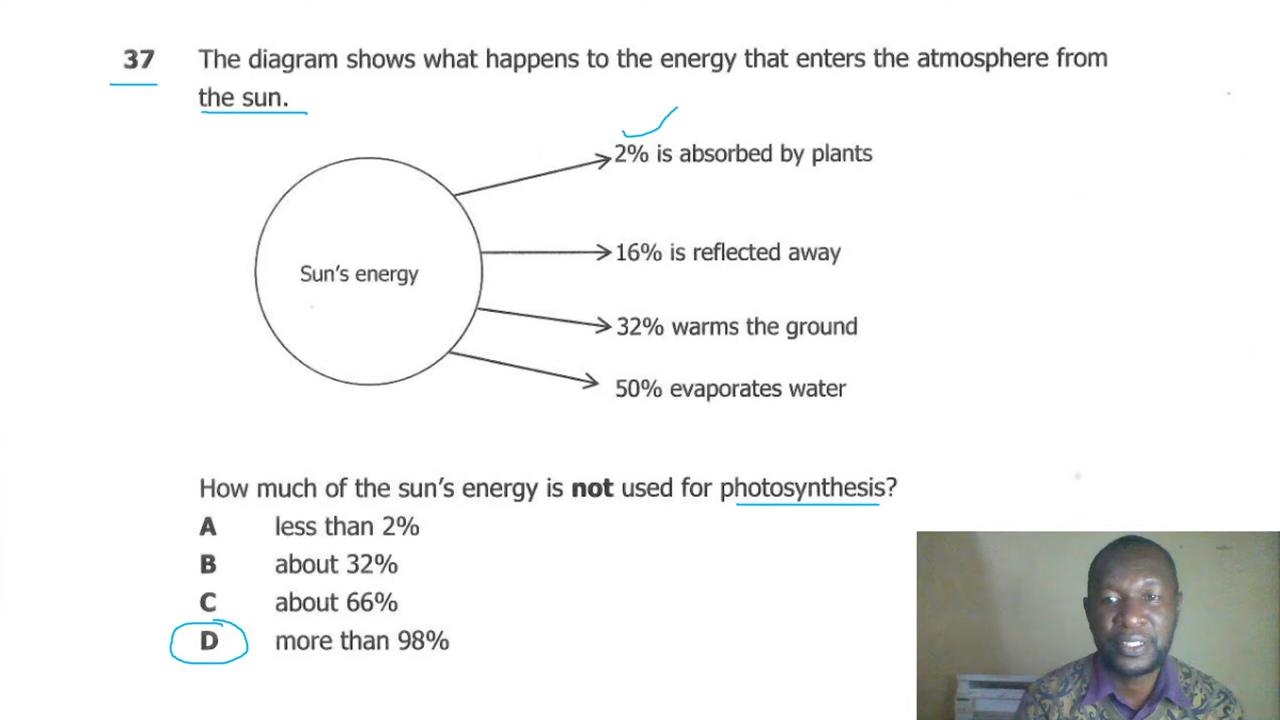 37 The diagram shows what happens to the energy that enters the atmosphere from
the sun.
2% is absorbed by plants
16% is reflected away
Sun's energy
32% warms the ground
50% evaporates water
How much of the sun's energy is not used for photosynthesis?
A less than 2%
B about 32%
C about 66%
D more than 98%